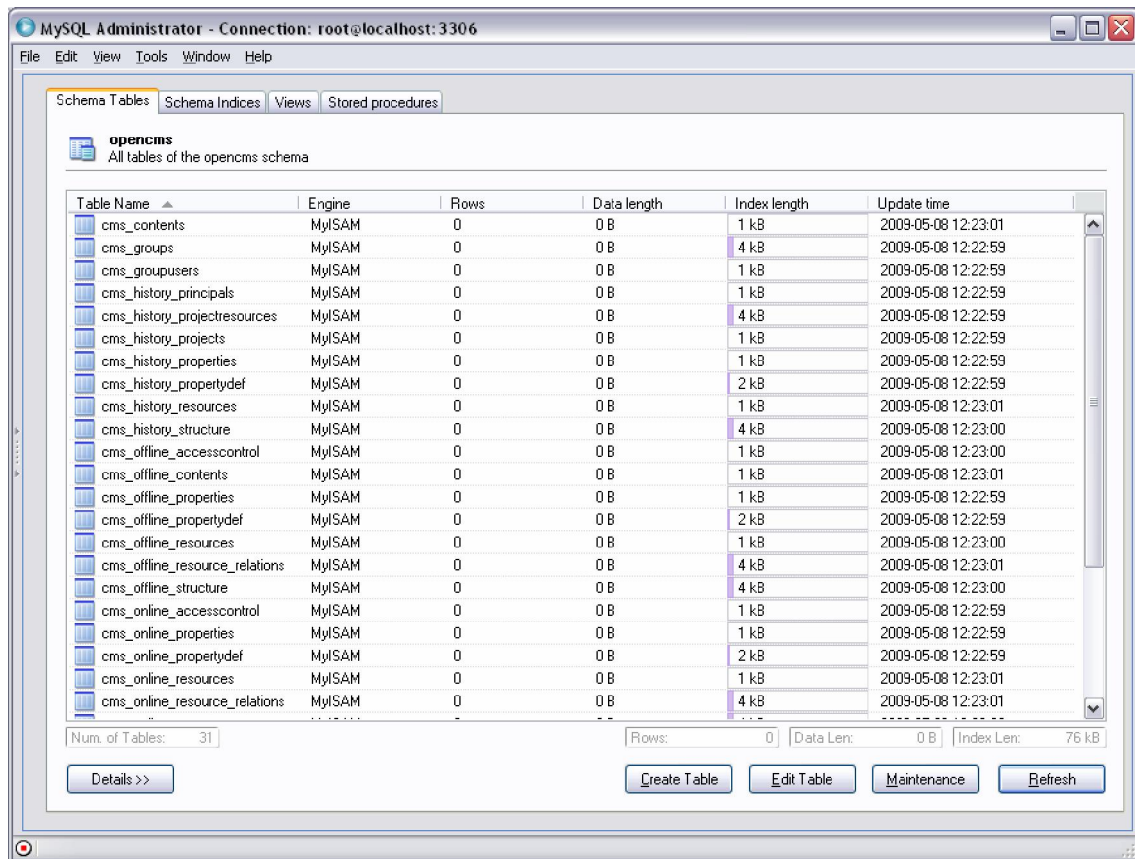 MySQL Administrator - Connection: root@localhost:3306
File Edit View Tools Window Help
Schema Tables Schema Indices Views Stored procedures
opencms
All tables of the opencms schema
Table Name Engine Rows Data length Index length Update time
cms_contents MyISAM 0 0 B 1 kB 2009-05-08 12:23:01
cms_groups MyISAM 0 0 B 4 kB 2009-05-08 12:22:59
cms_groupusers MyISAM 0 0 B 1 kB 2009-05-08 12:22:59
cms_history_principals MyISAM 0 0 B 1 kB 2009-05-08 12:22:59
cms_history_projectresources MyISAM 0 0 B 4 kB 2009-05-08 12:22:59
cms_history_projects MyISAM 0 0 B 1 kB 2009-05-08 12:22:59
cms_history_properties MyISAM 0 0 B 1 kB 2009-05-08 12:22:59
cms_history_propertydef MyISAM 0 0 B 2 kB 2009-05-08 12:22:59
cms_history_resources MyISAM 0 0 B 1 kB 2009-05-08 12:23:01
cms_history_structure MyISAM 0 0 B 4 kB 2009-05-08 12:23:00
cms_offline_accesscontrol MyISAM 0 0 B 1 kB 2009-05-08 12:23:00
cms_offline_contents MyISAM 0 0 B 1 kB 2009-05-08 12:23:01
cms_offline_properties MyISAM 0 0 B 1 kB 2009-05-08 12:22:59
cms_offline_propertydef MyISAM 0 0 B 2 kB 2009-05-08 12:22:59
cms_offline_resources MyISAM 0 0 B 1 kB 2009-05-08 12:23:00
cms_offline_resource_relations MyISAM 0 0 B 4 kB 2009-05-08 12:23:01
cms_offline_structure MyISAM 0 0 B 4 kB 2009-05-08 12:23:00
cms_online_accesscontrol MyISAM 0 0 B 1 kB 2009-05-08 12:22:59
cms_online_properties MyISAM 0 0 B 1 kB 2009-05-08 12:22:59
cms_online_propertydef MyISAM 0 0 B 2 kB 2009-05-08 12:22:59
cms_online_resources MyISAM 0 0 B 1 kB 2009-05-08 12:23:01
cms_online_resource_relations MyISAM 0 0 B 4 kB 2009-05-08 12:23:01
Num. of Tables: 31 Rows: 0 Data Len: 0 B Index Len: 76 kB
Details >> Create Table Edit Table Maintenance Refresh